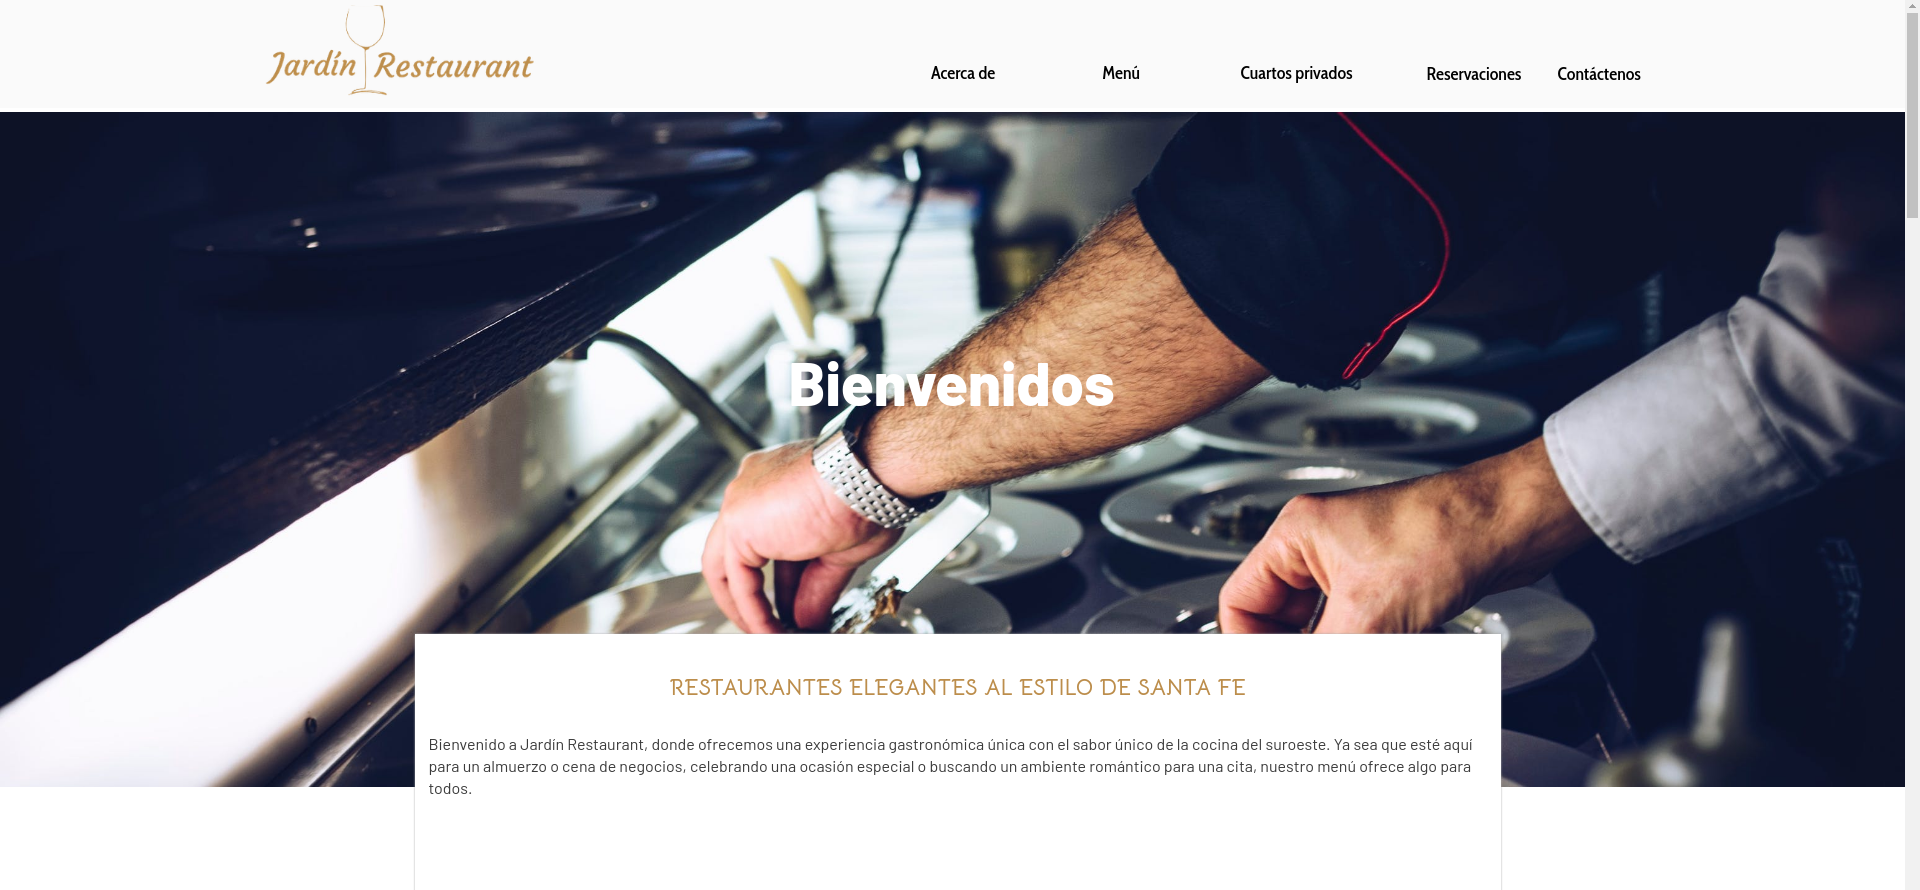 Jardín Restaurant
Acerca de
Menú
Cuartos privados
Reservaciones
Contáctenos
Bienvenidos
RESTAURANTES ELEGANTES AL ESTILO DE SANTA FE
Bienvenido a Jardín Restaurant, donde ofrecemos una experiencia gastronómica única con el sabor único de la cocina del suroeste. Ya sea que esté aquí
para un almuerzo o cena de negocios, celebrando una ocasión especial o buscando un ambiente romántico para una cita, nuestro menú ofrece algo para
todos.